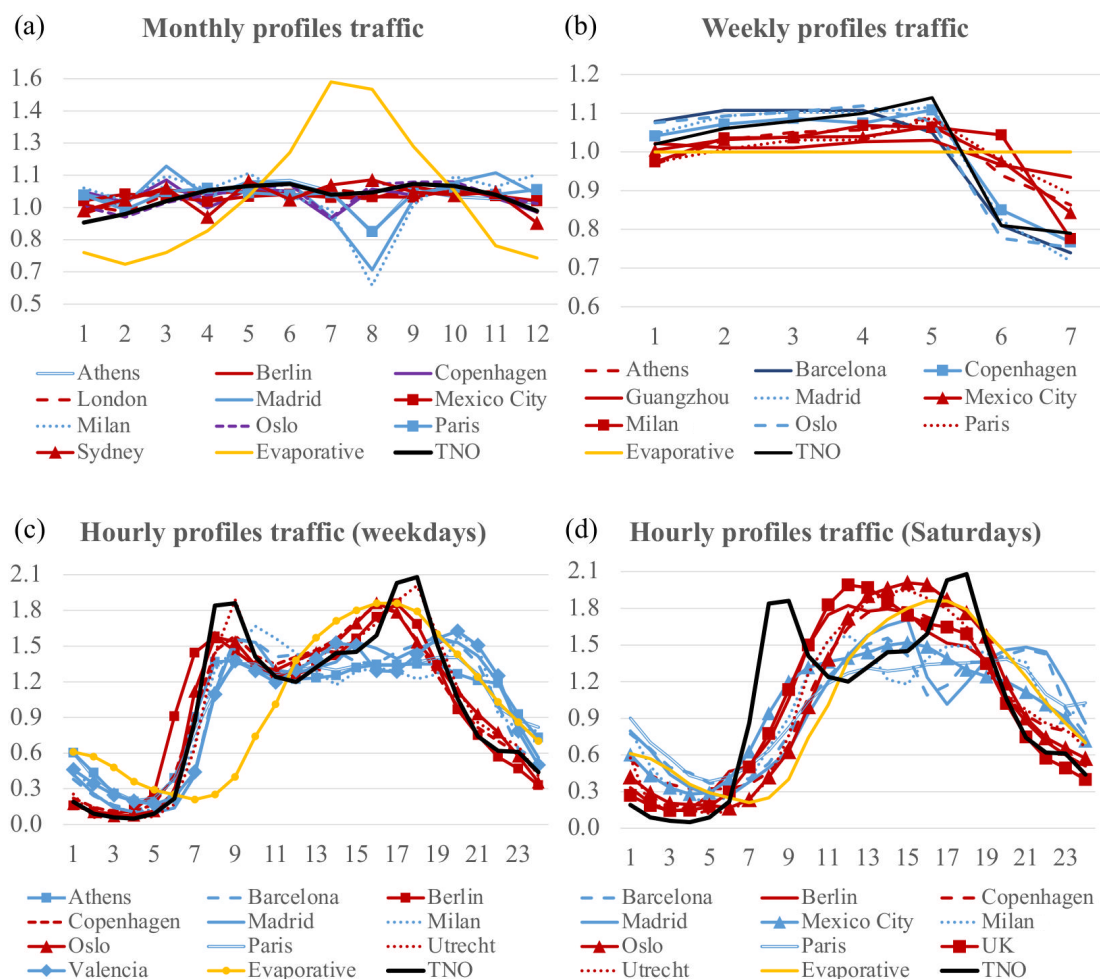 (a) Monthly profiles traffic
1.6
1.4
1.3
1.1
1.0
0.8
0.7
0.5
1 2 3 4 5 6 7 8 9 10 11 12
Athens Berlin Copenhagen
London Madrid Mexico City
Milan Oslo Paris
Sydney Evaporative TNO
(b) Weekly profiles traffic
1.2
1.1
1.0
0.9
0.8
0.7
0.6
1 2 3 4 5 6 7
Athens Barcelona Copenhagen
Guangzhou Madrid Mexico City
Milan Oslo Paris
Evaporative TNO
(c) Hourly profiles traffic (weekdays)
2.1
1.8
1.5
1.2
0.9
0.6
0.3
0.0
1 3 5 7 9 11 13 15 17 19 21 23
Athens Barcelona Berlin
Copenhagen Madrid Milan
Oslo Paris Utrecht
Valencia Evaporative TNO
(d) Hourly profiles traffic (Saturdays)
2.1
1.8
1.5
1.2
0.9
0.6
0.3
0.0
1 3 5 7 9 11 13 15 17 19 21 23
Barcelona Berlin Copenhagen
Madrid Mexico City Milan
Oslo Paris UK
Utrecht Evaporative TNO